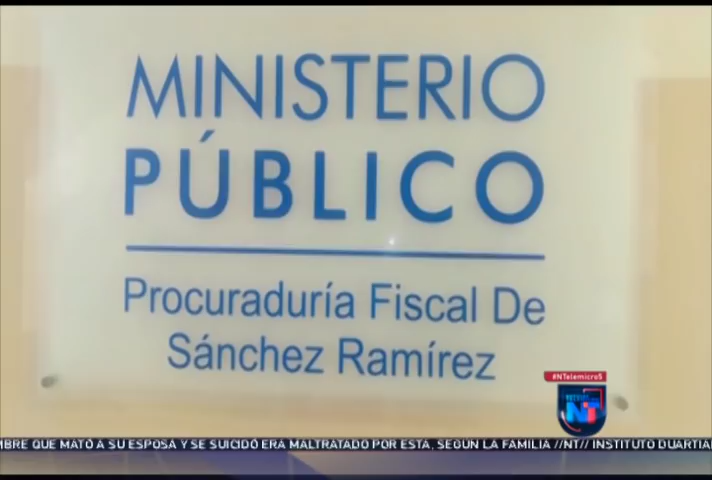 MINISTERIO
PÚBLICO
Procuraduría Fiscal De
Sánchez Ramírez
#NTelemicro5
NT
MBRE QUE MATÓ A SU ESPOSA Y SE SUICIDÓ ERA MALTRATADO POR ESTA, SEGÚN LA FAMILIA //NT// INSTITUTO DUARTIA